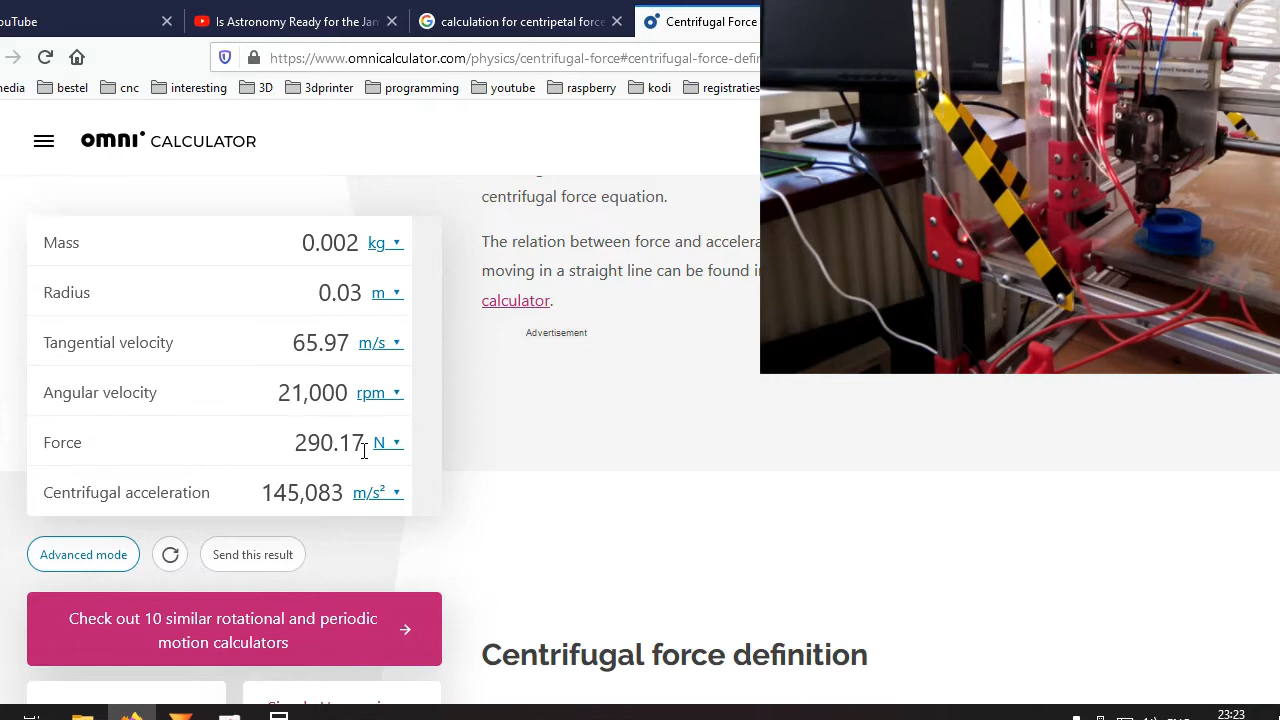 ouTube
Is Astronomy Ready for the Jan
calculation for centripetal force
Centrifugal Force
https://www.omnicalculator.com/physics/centrifugal-force#centrifugal-force-defin
nedia
bestel
cnc
interesting
3D
3dprinter
programming
youtube
raspberry
kodi
registraties
omni CALCULATOR
centrifugal force equation.
The relation between force and accelera
moving in a straight line can be found in
calculator.
Advertisement
Mass 0.002 kg
Radius 0.03 m
Tangential velocity 65.97 m/s
Angular velocity 21,000 rpm
Force 290.17 N
Centrifugal acceleration 145,083 m/s²
Advanced mode
Send this result
Check out 10 similar rotational and periodic
motion calculators
Centrifugal force definition
23:23